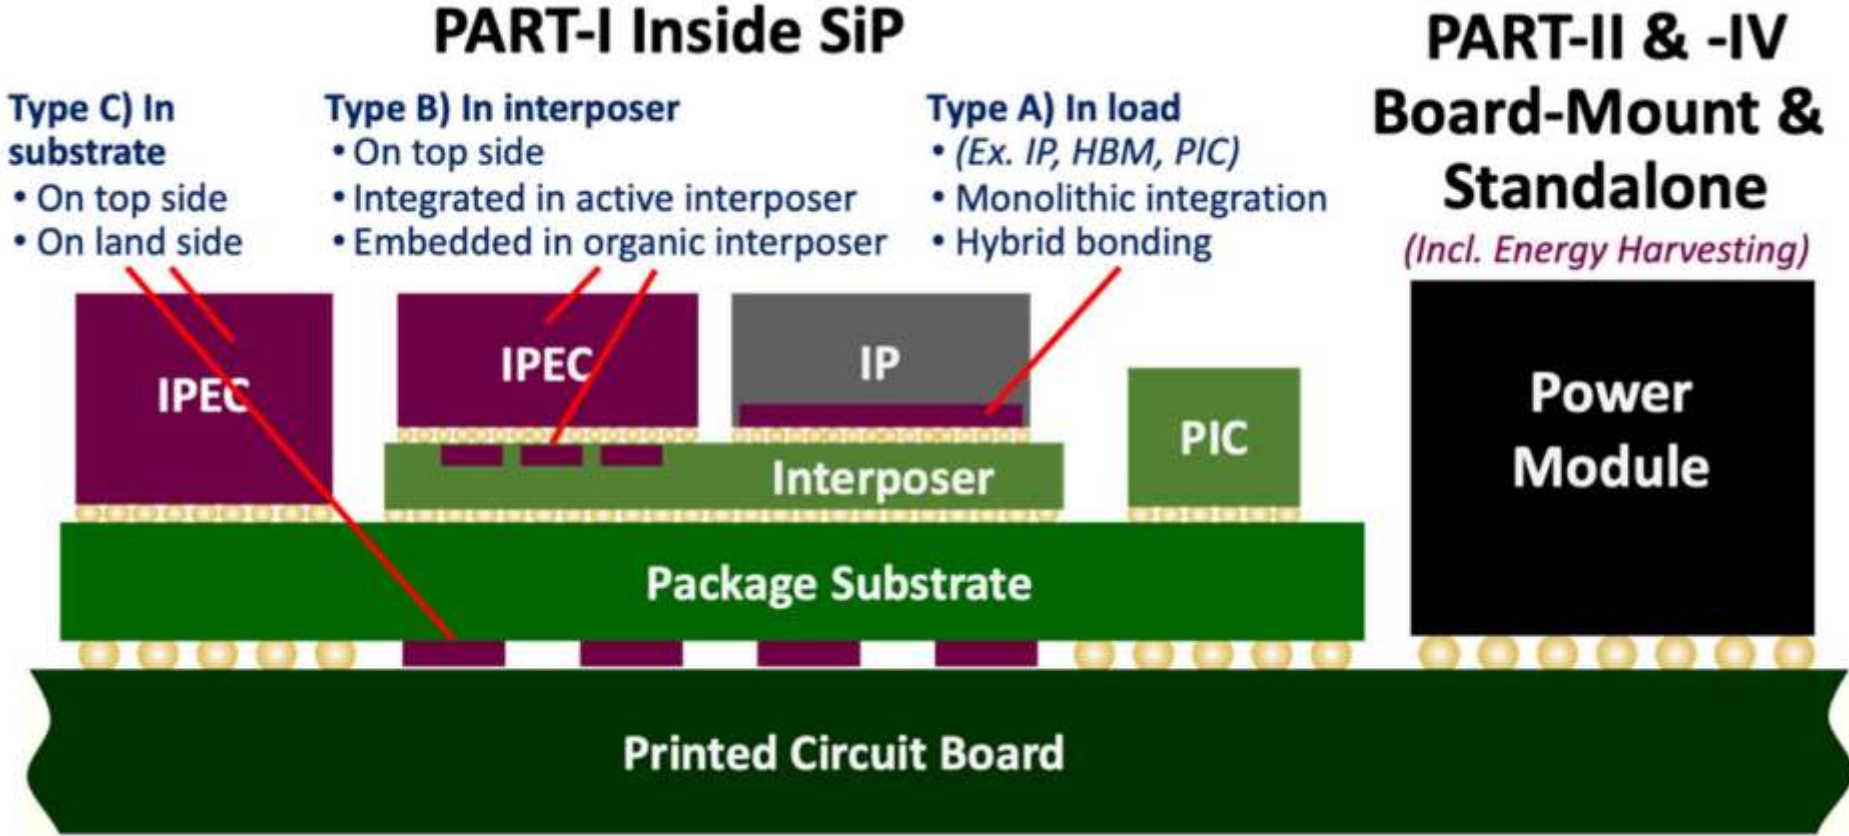 PART-I Inside SiP
PART-II & -IV
Board-Mount &
Standalone
(Incl. Energy Harvesting)
Type C) In
substrate
• On top side
• On land side
Type B) In interposer
• On top side
• Integrated in active interposer
• Embedded in organic interposer
Type A) In load
• (Ex. IP, HBM, PIC)
• Monolithic integration
• Hybrid bonding
IPEC
IPEC
IP
PIC
Power
Module
Interposer
Package Substrate
Printed Circuit Board